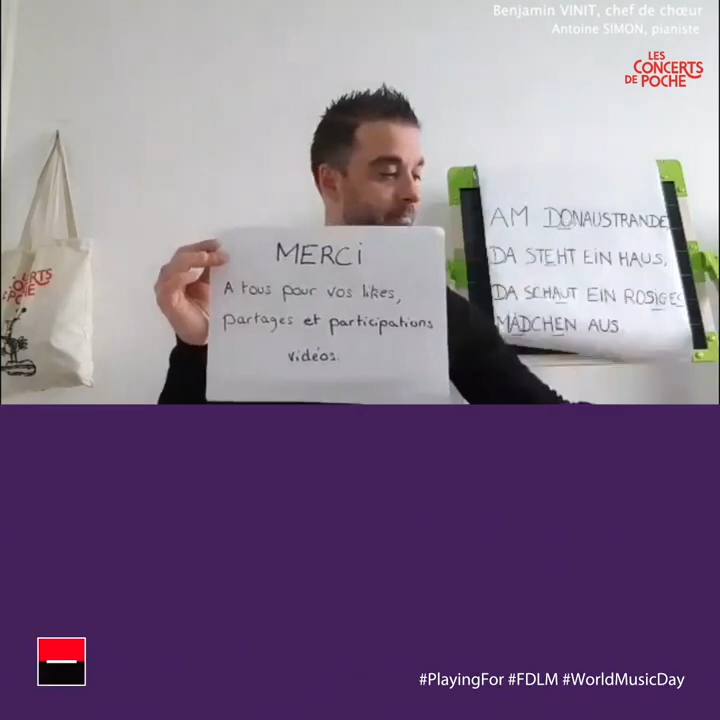 Benjamin VINIT, chef de chœur
Antoine SIMON, pianiste
LES
CONCERTS
DE POCHE
MERCi
A tous pour vos likes,
partages et participations
vidéos.
AM DONAUSTRANDE,
DA STEHT EIN HAUS,
DA SCHAUT EIN ROSIGES
MÄDCHEN AUS
#PlayingFor #FDLM #WorldMusicDay